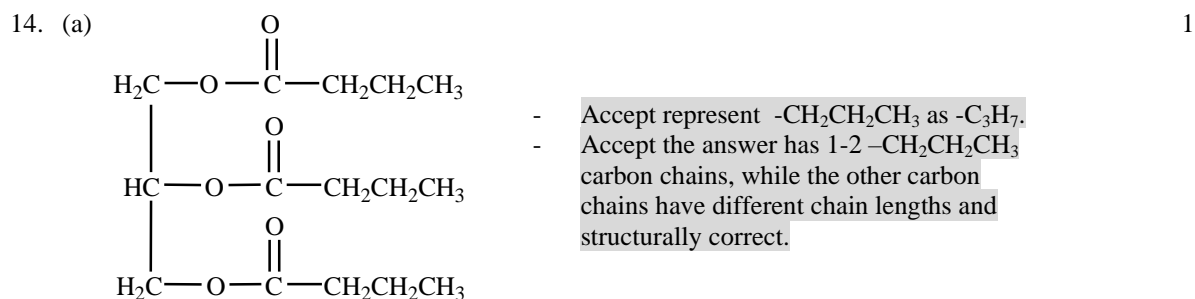 14. (a) 1
O
H₂C—O—C—CH₂CH₂CH₃
- Accept represent -CH₂CH₂CH₃ as -C₃H₇.
O
- Accept the answer has 1-2 –CH₂CH₂CH₃
carbon chains, while the other carbon
HC—O—C—CH₂CH₂CH₃
chains have different chain lengths and
O
structurally correct.
H₂C—O—C—CH₂CH₂CH₃